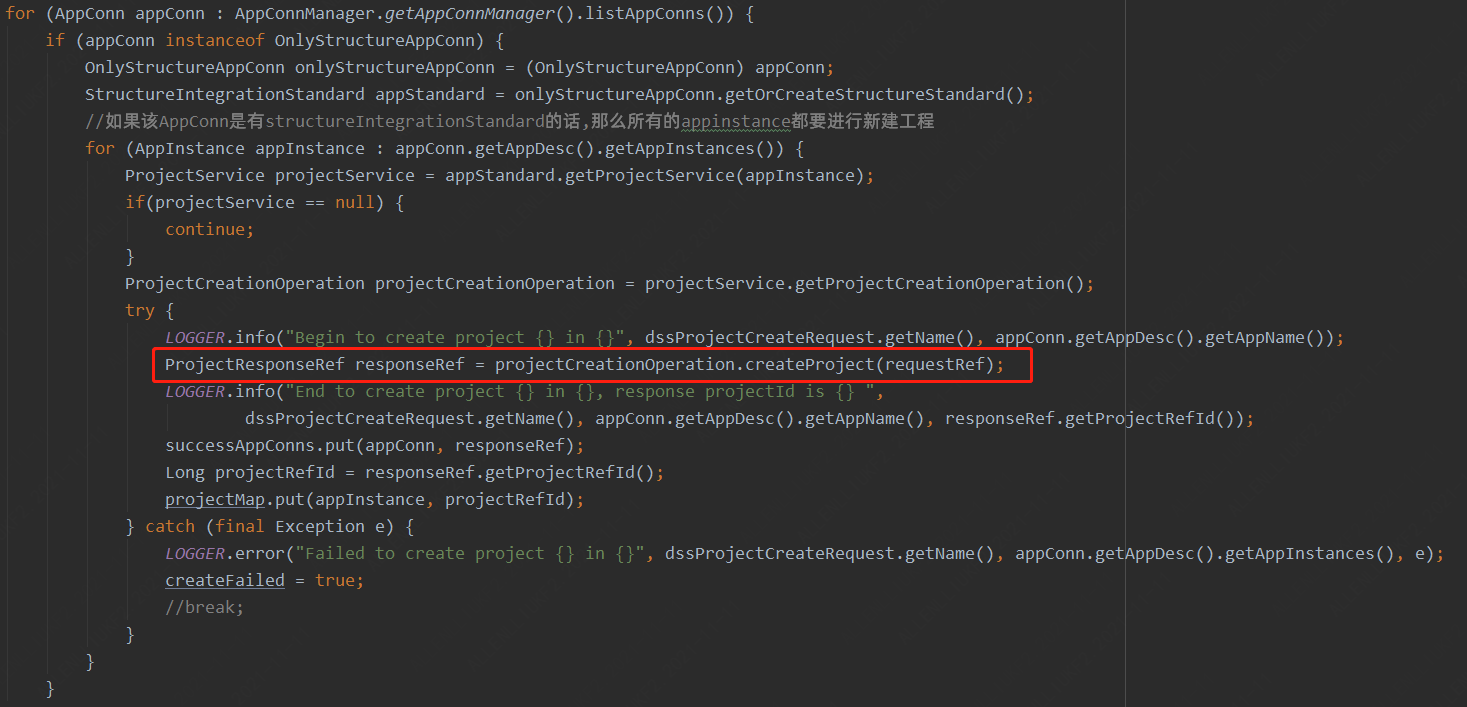 for (AppConn appConn : AppConnManager.getAppConnManager().listAppConns()) {
if (appConn instanceof OnlyStructureAppConn) {
OnlyStructureAppConn onlyStructureAppConn = (OnlyStructureAppConn) appConn;
StructureIntegrationStandard appStandard = onlyStructureAppConn.getOrCreateStructureStandard();
//如果该AppConn是有structureIntegrationStandard的话,那么所有的appinstance都要进行新建工程
for (AppInstance appInstance : appConn.getAppDesc().getAppInstances()) {
ProjectService projectService = appStandard.getProjectService(appInstance);
if(projectService == null) {
continue;
}
ProjectCreationOperation projectCreationOperation = projectService.getProjectCreationOperation();
try {
LOGGER.info("Begin to create project {} in {}", dssProjectCreateRequest.getName(), appConn.getAppDesc().getAppName());
ProjectResponseRef responseRef = projectCreationOperation.createProject(requestRef);
LOGGER.info("End to create project {} in {}, response projectId is {} ",
dssProjectCreateRequest.getName(), appConn.getAppDesc().getAppName(), responseRef.getProjectRefId());
successAppConns.put(appConn, responseRef);
Long projectRefId = responseRef.getProjectRefId();
projectMap.put(appInstance, projectRefId);
} catch (final Exception e) {
LOGGER.error("Failed to create project {} in {}", dssProjectCreateRequest.getName(), appConn.getAppDesc().getAppInstances(), e);
createFailed = true;
//break;
}
}
}